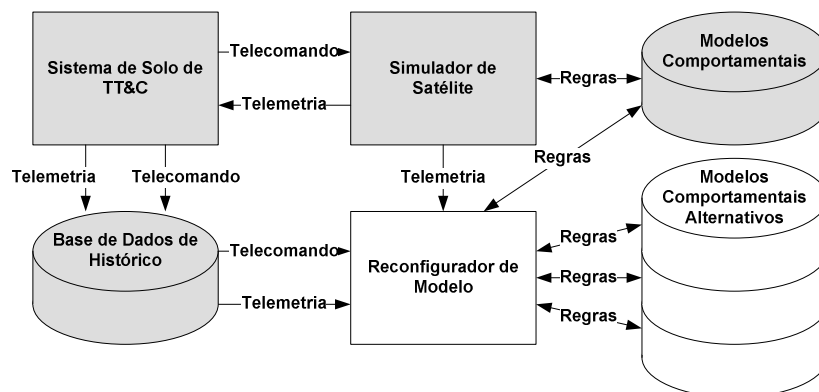 Sistema de Solo de
TT&C
Telecomando
Telemetria
Simulador de
Satélite
Regras
Modelos
Comportamentais
Regras
Telemetria
Telecomando
Telemetria
Modelos
Comportamentais
Alternativos
Base de Dados de
Histórico
Telecomando
Telemetria
Reconfigurador de
Modelo
Regras
Regras
Regras